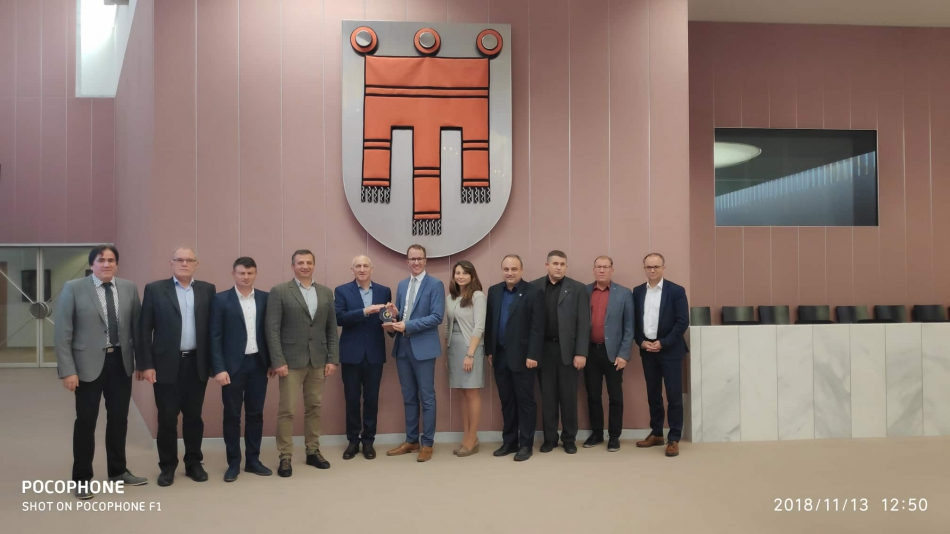 POCOPHONE
SHOT ON POCOPHONE F1
2018/11/13 12:50